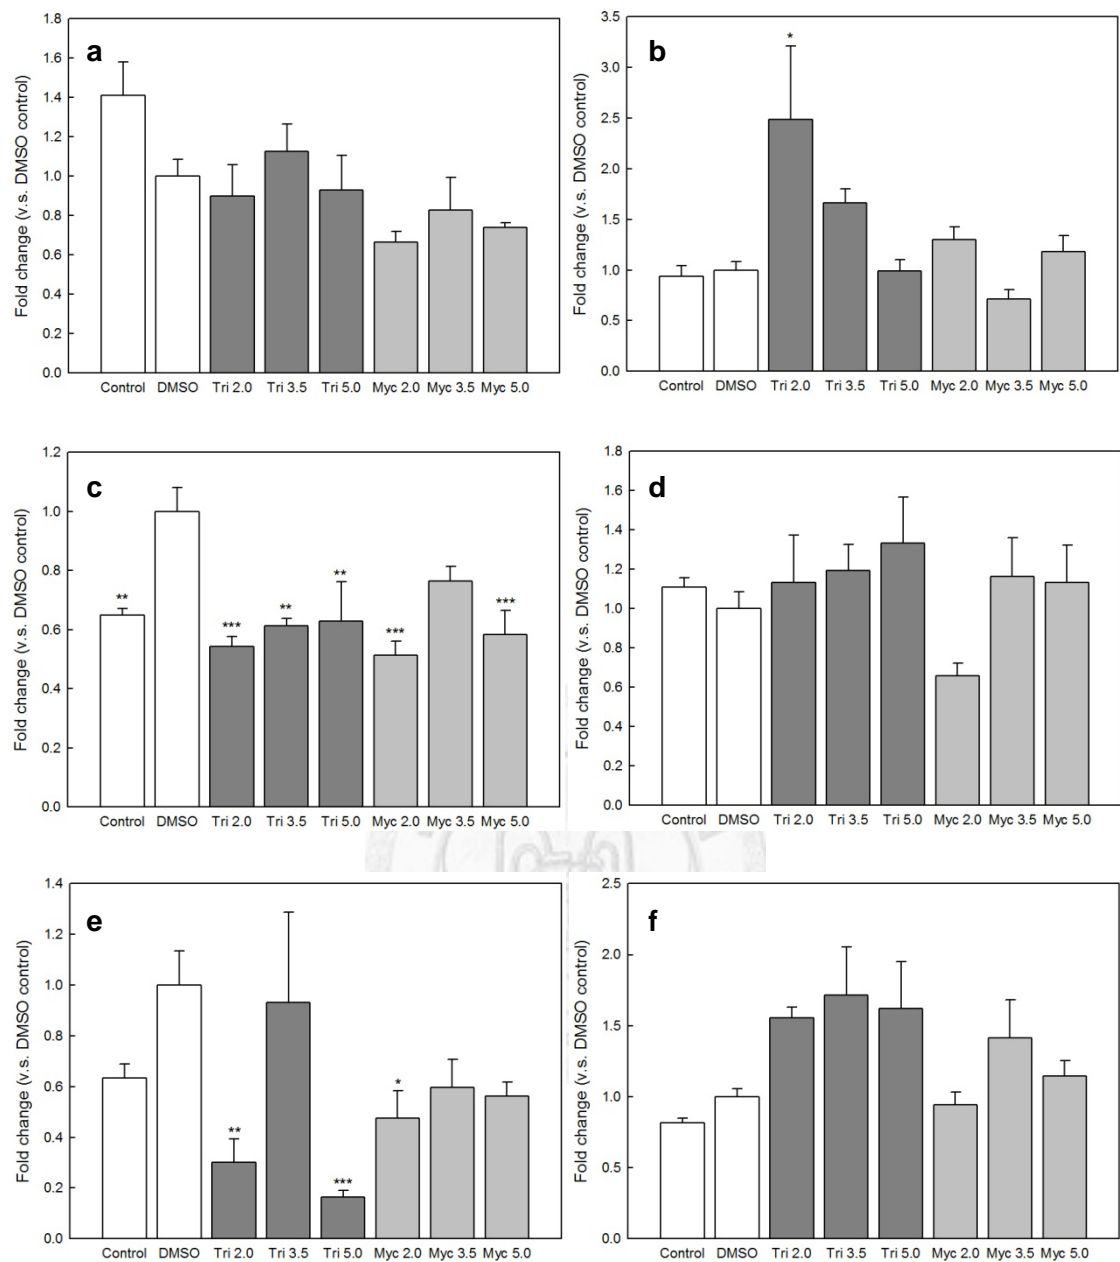 a
Fold change (v.s. DMSO control)
1.8
1.6
1.4
1.2
1.0
0.8
0.6
0.4
0.2
0.0
Control DMSO Tri 2.0 Tri 3.5 Tri 5.0 Myc 2.0 Myc 3.5 Myc 5.0
b
Fold change (v.s. DMSO control)
3.5
3.0
2.5
2.0
1.5
1.0
0.5
0.0
*
Control DMSO Tri 2.0 Tri 3.5 Tri 5.0 Myc 2.0 Myc 3.5 Myc 5.0
c
Fold change (v.s. DMSO control)
1.2
1.0
0.8
0.6
0.4
0.2
0.0
** *** ** ** *** ***
Control DMSO Tri 2.0 Tri 3.5 Tri 5.0 Myc 2.0 Myc 3.5 Myc 5.0
d
Fold change (v.s. DMSO control)
1.8
1.6
1.4
1.2
1.0
0.8
0.6
0.4
0.2
0.0
Control DMSO Tri 2.0 Tri 3.5 Tri 5.0 Myc 2.0 Myc 3.5 Myc 5.0
e
Fold change (v.s. DMSO control)
1.4
1.2
1.0
0.8
0.6
0.4
0.2
0.0
** *** *
Control DMSO Tri 2.0 Tri 3.5 Tri 5.0 Myc 2.0 Myc 3.5 Myc 5.0
f
Fold change (v.s. DMSO control)
2.5
2.0
1.5
1.0
0.5
0.0
Control DMSO Tri 2.0 Tri 3.5 Tri 5.0 Myc 2.0 Myc 3.5 Myc 5.0